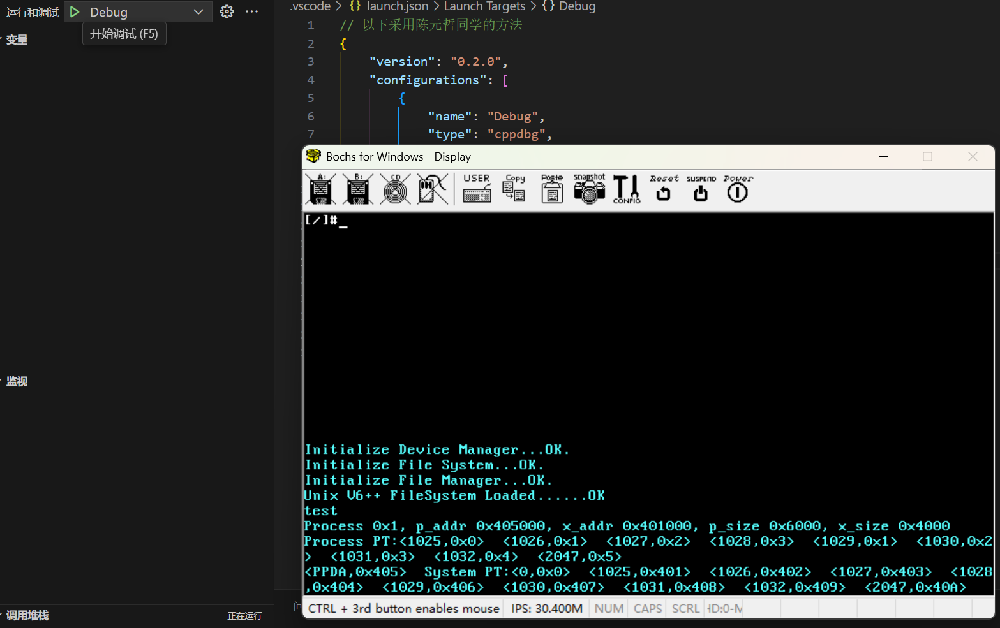 运行和调试 Debug
开始调试 (F5)
变量
监视
调用堆栈 正在运行
.vscode > {} launch.json > Launch Targets > {} Debug
1 // 以下采用陈元哲同学的方法
2 {
3 "version": "0.2.0",
4 "configurations": [
5 {
6 "name": "Debug",
7 "type": "cppdbg",
Bochs for Windows - Display
A: B: CD USER Copy Paste snapshot CONFIG Reset SUSPEND Power
[/]#_
Initialize Device Manager...OK.
Initialize File System...OK.
Initialize File Manager...OK.
Unix V6++ FileSystem Loaded......OK
test
Process 0x1, p_addr 0x405000, x_addr 0x401000, p_size 0x6000, x_size 0x4000
Process PT:<1025,0x0> <1026,0x1> <1027,0x2> <1028,0x3> <1029,0x1> <1030,0x2
> <1031,0x3> <1032,0x4> <2047,0x5>
<PPDA,0x405> System PT:<0,0x0> <1025,0x401> <1026,0x402> <1027,0x403> <1028
,0x404> <1029,0x406> <1030,0x407> <1031,0x408> <1032,0x409> <2047,0x40A>
CTRL + 3rd button enables mouse IPS: 30.400M NUM CAPS SCRL HD:0-M